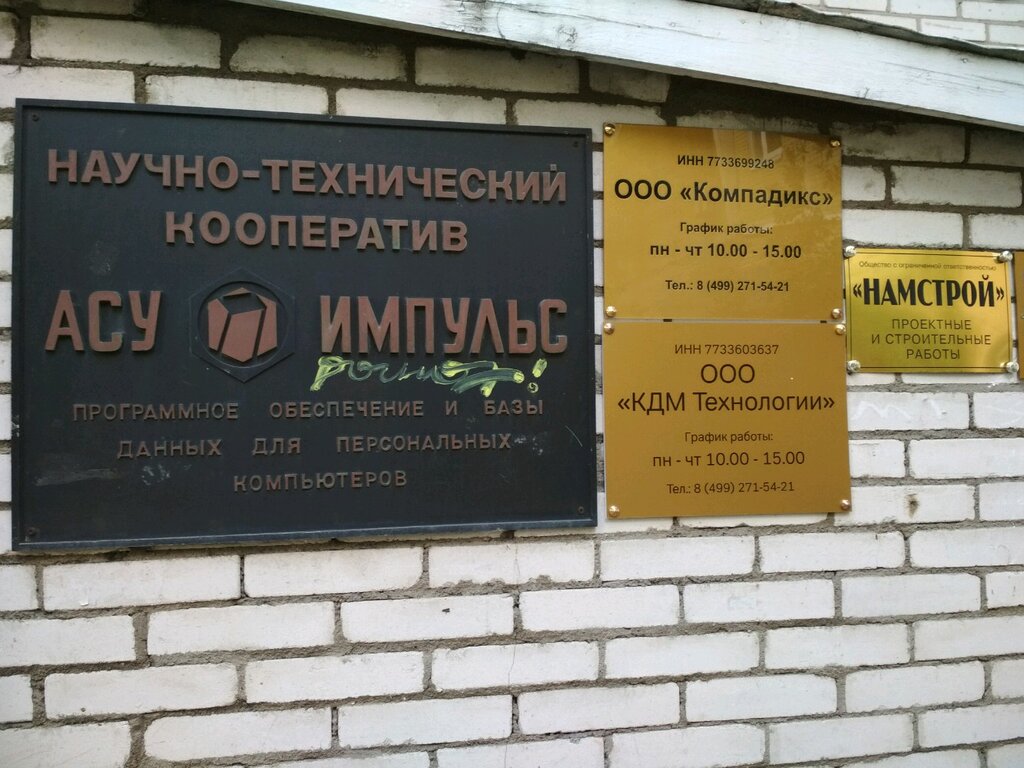 НАУЧНО-ТЕХНИЧЕСКИЙ
КООПЕРАТИВ
АСУ ИМПУЛЬС
ПРОГРАММНОЕ ОБЕСПЕЧЕНИЕ И БАЗЫ
ДАННЫХ ДЛЯ ПЕРСОНАЛЬНЫХ
КОМПЬЮТЕРОВ
ИНН 7733699248
ООО «Компадикс»
График работы:
пн - чт 10.00 - 15.00
Тел.: 8 (499) 271-54-21
ИНН 7733603637
ООО
«КДМ Технологии»
График работы:
пн - чт 10.00 - 15.00
Тел.: 8 (499) 271-54-21
Общество с ограниченной ответственностью
«НАМСТРОЙ»
ПРОЕКТНЫЕ
И СТРОИТЕЛЬНЫЕ
РАБОТЫ